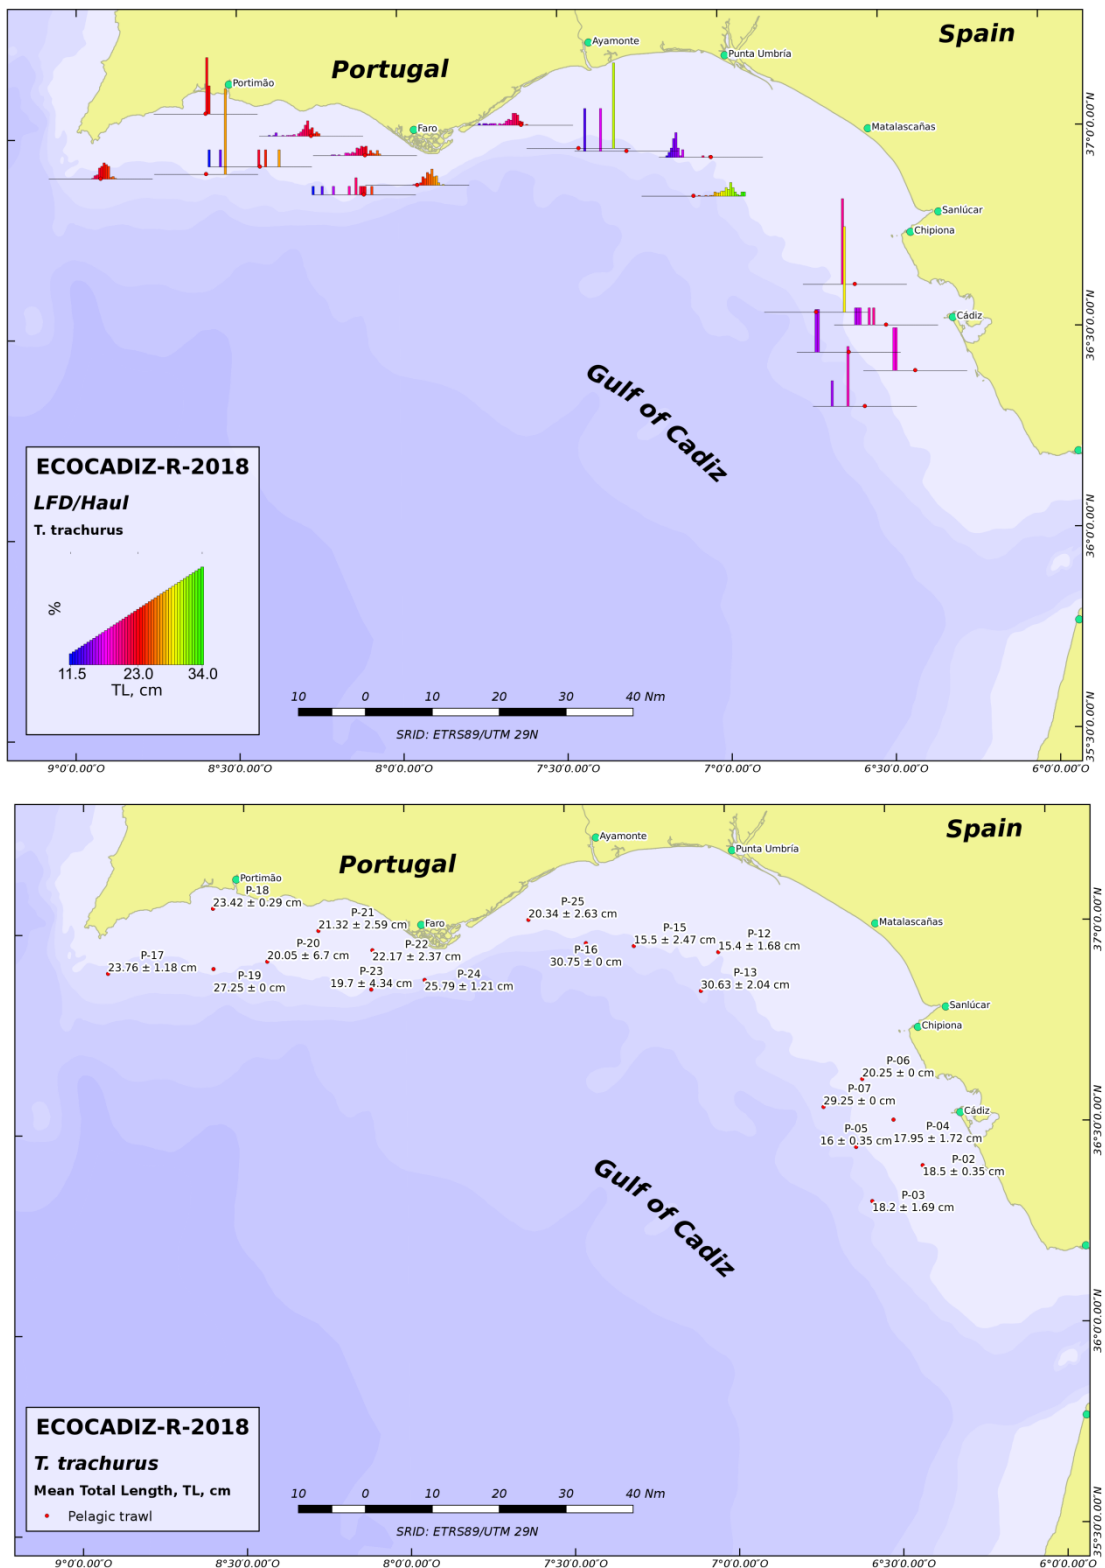 Spain
Ayamonte
Punta Umbría
Portugal
Portimão
Faro
Matalascañas
Sanlúcar
Chipiona
Cádiz
Gulf of Cadiz
37°0'0.00"N
36°30'0.00"N
36°0'0.00"N
35°30'0.00"N
ECOCADIZ-R-2018
LFD/Haul
T. trachurus
%
11.5 23.0 34.0
TL, cm
10 0 10 20 30 40 Nm
SRID: ETRS89/UTM 29N
9°0'0.00"O 8°30'0.00"O 8°0'0.00"O 7°30'0.00"O 7°0'0.00"O 6°30'0.00"O 6°0'0.00"O
Spain
Ayamonte
Punta Umbría
Portugal
Portimão
P-18
23.42 ± 0.29 cm
P-25
20.34 ± 2.63 cm
P-21
21.32 ± 2.59 cm
Faro
Matalascañas
P-15
15.5 ± 2.47 cm
P-12
15.4 ± 1.68 cm
P-20
20.05 ± 6.7 cm
P-22
22.17 ± 2.37 cm
P-16
30.75 ± 0 cm
P-17
23.76 ± 1.18 cm
P-19
27.25 ± 0 cm
P-23
19.7 ± 4.34 cm
P-24
25.79 ± 1.21 cm
P-13
30.63 ± 2.04 cm
Sanlúcar
Chipiona
P-06
20.25 ± 0 cm
P-07
29.25 ± 0 cm
Cádiz
P-05
16 ± 0.35 cm
P-04
17.95 ± 1.72 cm
P-02
18.5 ± 0.35 cm
P-03
18.2 ± 1.69 cm
Gulf of Cadiz
37°0'0.00"N
36°30'0.00"N
36°0'0.00"N
35°30'0.00"N
ECOCADIZ-R-2018
T. trachurus
Mean Total Length, TL, cm
Pelagic trawl
10 0 10 20 30 40 Nm
SRID: ETRS89/UTM 29N
9°0'0.00"O 8°30'0.00"O 8°0'0.00"O 7°30'0.00"O 7°0'0.00"O 6°30'0.00"O 6°0'0.00"O